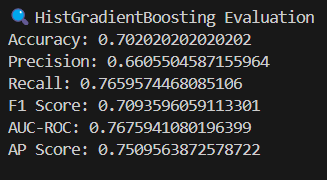 🔍 HistGradientBoosting Evaluation
Accuracy: 0.702020202020202
Precision: 0.6605504587155964
Recall: 0.7659574468085106
F1 Score: 0.7093596059113301
AUC-ROC: 0.7675941080196399
AP Score: 0.7509563872578722